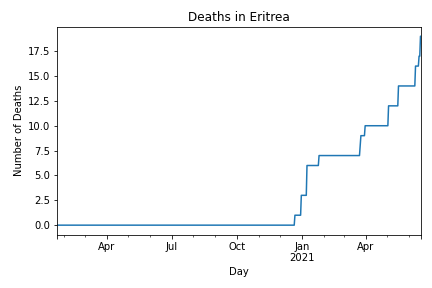 Deaths in Eritrea
17.5
15.0
12.5
10.0
7.5
5.0
2.5
0.0
Number of Deaths
Apr
Jul
Oct
Jan
2021
Apr
Day